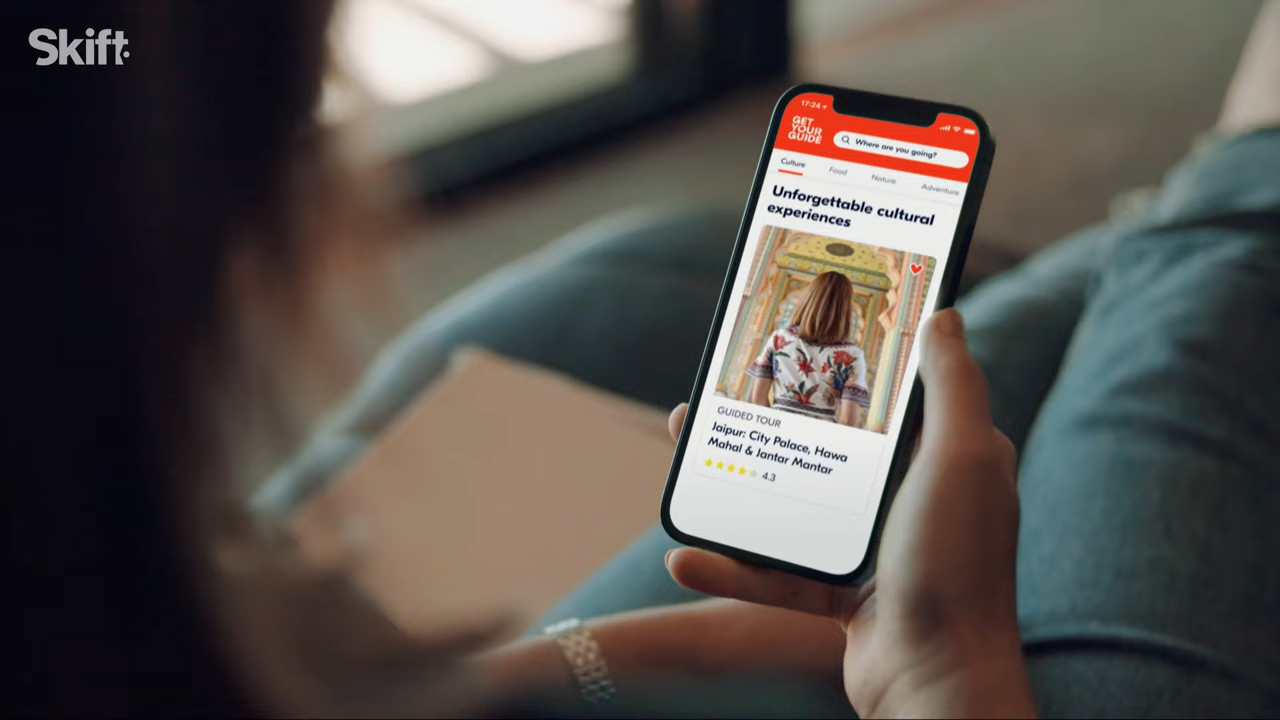 Skift.
17:24
GET
YOUR
GUIDE
Where are you going?
Culture Food Nature Adventure
Unforgettable cultural
experiences
GUIDED TOUR
Jaipur: City Palace, Hawa
Mahal & Jantar Mantar
4.3